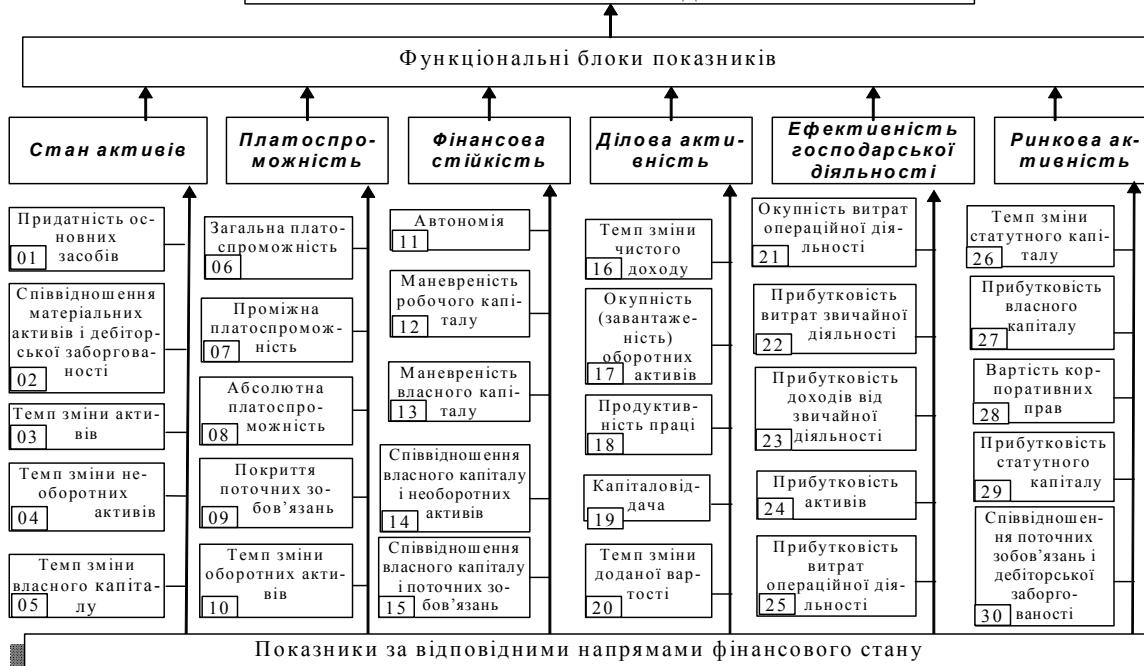 Функціональні блоки показників
Стан активів
Платоспро-
можність
Фінансова
стійкість
Ділова акти-
вність
Ефективність
господарської
діяльності
Ринкова ак-
тивність
Придатність ос-
новних
засобів
01
Співвідношення
матеріальних
активів і дебітор-
ської заборгова-
ності
02
Темп зміни акти-
вів
03
Темп зміни не-
оборотних
активів
04
Темп зміни
власного капіта-
лу
05
Загальна плато-
спроможність
06
Проміжна
платоспромож-
ність
07
Абсолютна
платоспро-
можність
08
Покриття
поточних зо-
бов’язань
09
Темп зміни
оборотних акти-
вів
10
Автономія
11
Маневреність
робочого капі-
талу
12
Маневреність
власного капі-
талу
13
Співвідношення
власного капіталу
і необоротних
активів
14
Співвідношення
власного капіталу
і поточних зо-
бов’язань
15
Темп зміни
чистого
доходу
16
Окупність
(завантаже-
ність)
оборотних
активів
17
Продуктив-
ність праці
18
Капіталовід-
дача
19
Темп зміни
доданої вар-
тості
20
Окупність витрат
операційної дія-
льності
21
Прибутковість
витрат звичайної
діяльності
22
Прибутковість
доходів від
звичайної
діяльності
23
Прибутковість
активів
24
Прибутковість
витрат
операційної дія-
льності
25
Темп зміни
статутного капі-
талу
26
Прибутковість
власного
капіталу
27
Вартість кор-
поративних
прав
28
Прибутковість
статутного
капіталу
29
Співвідношен-
ня поточних
зобов’язань і
дебіторської
заборго-
ваності
30
Показники за відповідними напрямами фінансового стану